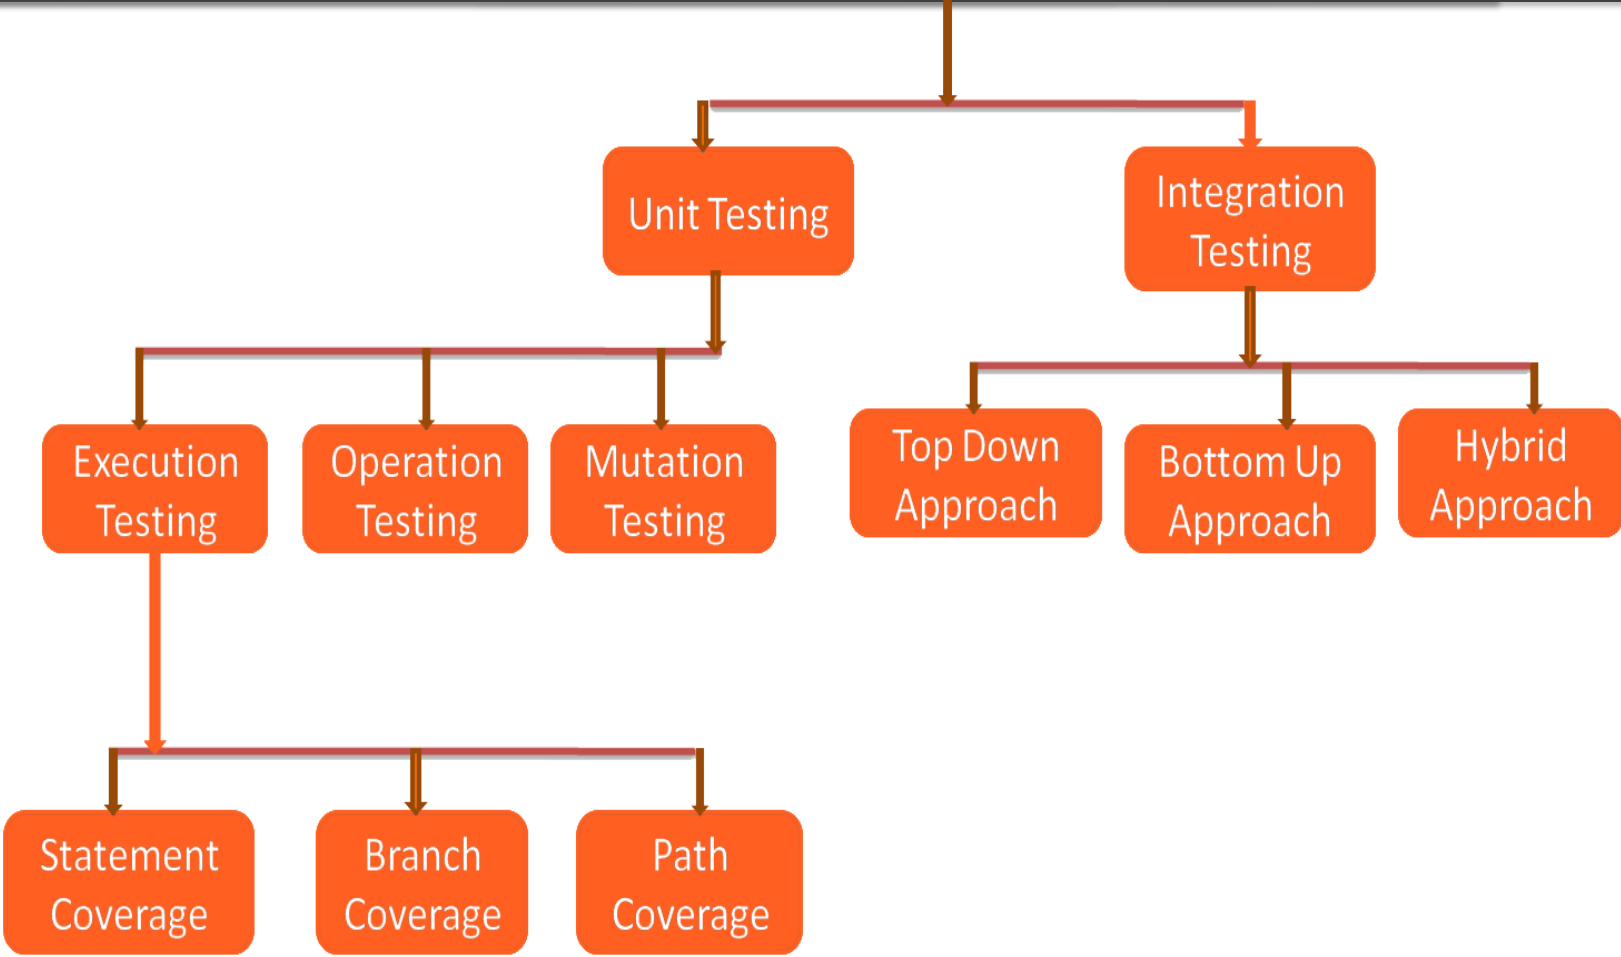 Unit Testing
Integration
Testing
Execution
Testing
Operation
Testing
Mutation
Testing
Top Down
Approach
Bottom Up
Approach
Hybrid
Approach
Statement
Coverage
Branch
Coverage
Path
Coverage